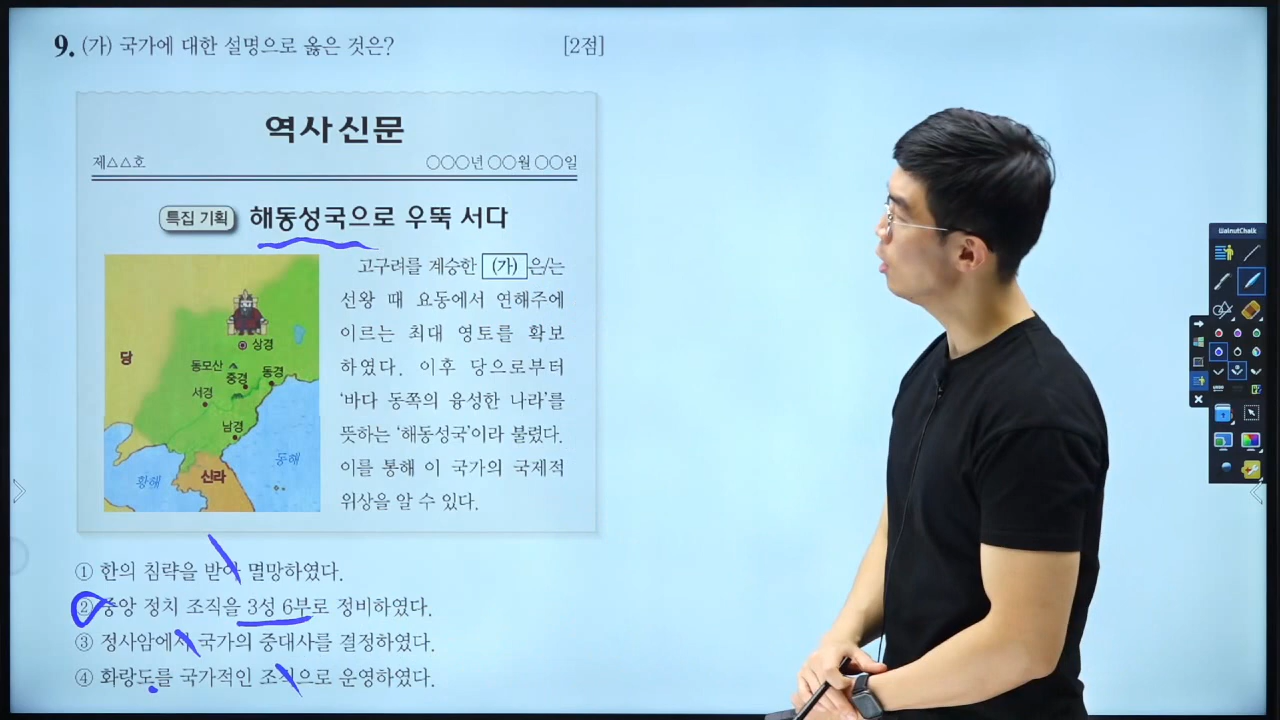 9. (가) 국가에 대한 설명으로 옳은 것은? [2점]
역사신문
제△△호 ○○○년 ○○월 ○○일
특집 기획 해동성국으로 우뚝 서다
고구려를 계승한 (가) 은/는
선왕 때 요동에서 연해주에
이르는 최대 영토를 확보
하였다. 이후 당으로부터
‘바다 동쪽의 융성한 나라’를
뜻하는 ‘해동성국’이라 불렸다.
이를 통해 이 국가의 국제적
위상을 알 수 있다.
당
상경
동모산
중경
동경
서경
남경
동해
황해
신라
① 한의 침략을 받아 멸망하였다.
② 중앙 정치 조직을 3성 6부로 정비하였다.
③ 정사암에서 국가의 중대사를 결정하였다.
④ 화랑도를 국가적인 조직으로 운영하였다.
WalnutChalk